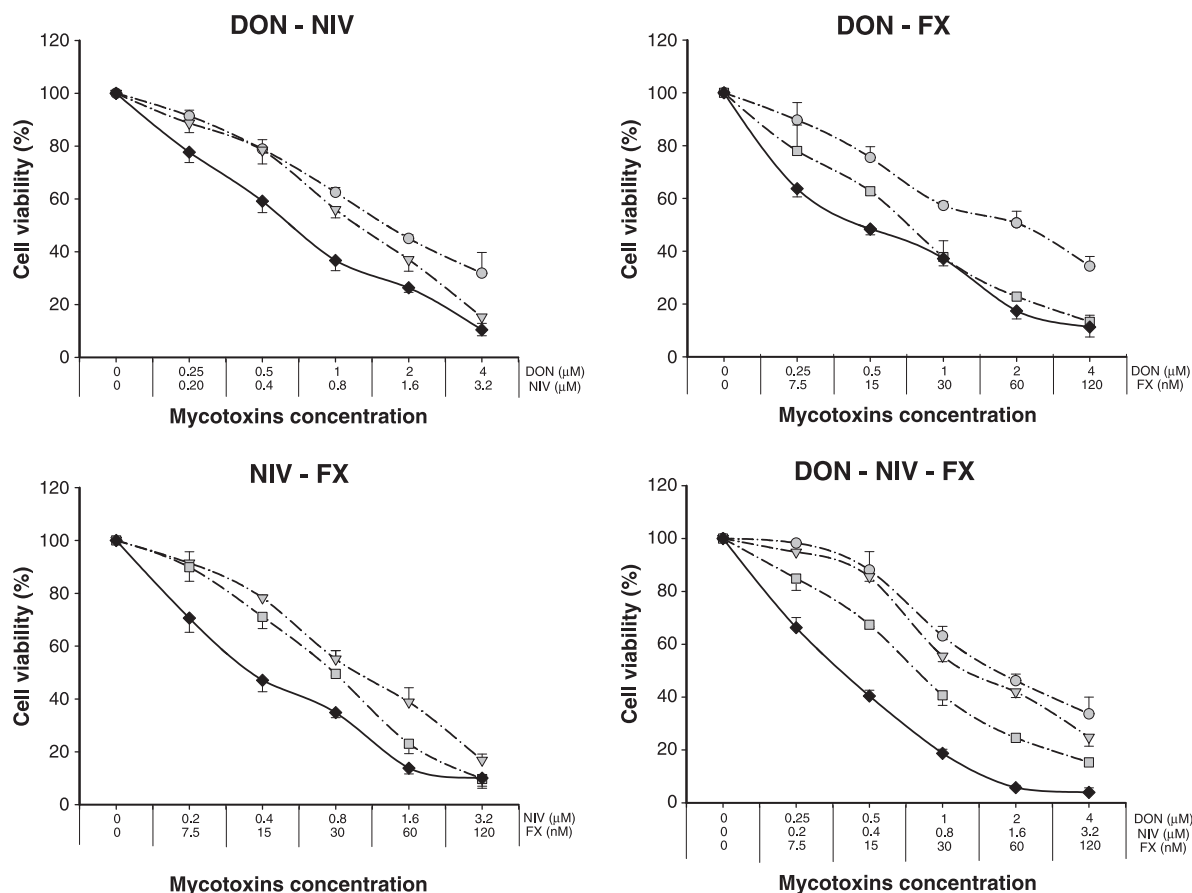 DON - NIV
120
100
80
60
40
20
0
Cell viability (%)
0 0.25 0.5 1 2 4 DON (μM)
0 0.20 0.4 0.8 1.6 3.2 NIV (μM)
Mycotoxins concentration
DON - FX
120
100
80
60
40
20
0
Cell viability (%)
0 0.25 0.5 1 2 4 DON (μM)
0 7.5 15 30 60 120 FX (nM)
Mycotoxins concentration
NIV - FX
120
100
80
60
40
20
0
Cell viability (%)
0 0.2 0.4 0.8 1.6 3.2 NIV (μM)
0 7.5 15 30 60 120 FX (nM)
Mycotoxins concentration
DON - NIV - FX
120
100
80
60
40
20
0
Cell viability (%)
0 0.25 0.5 1 2 4 DON (μM)
0 0.2 0.4 0.8 1.6 3.2 NIV (μM)
0 7.5 15 30 60 120 FX (nM)
Mycotoxins concentration